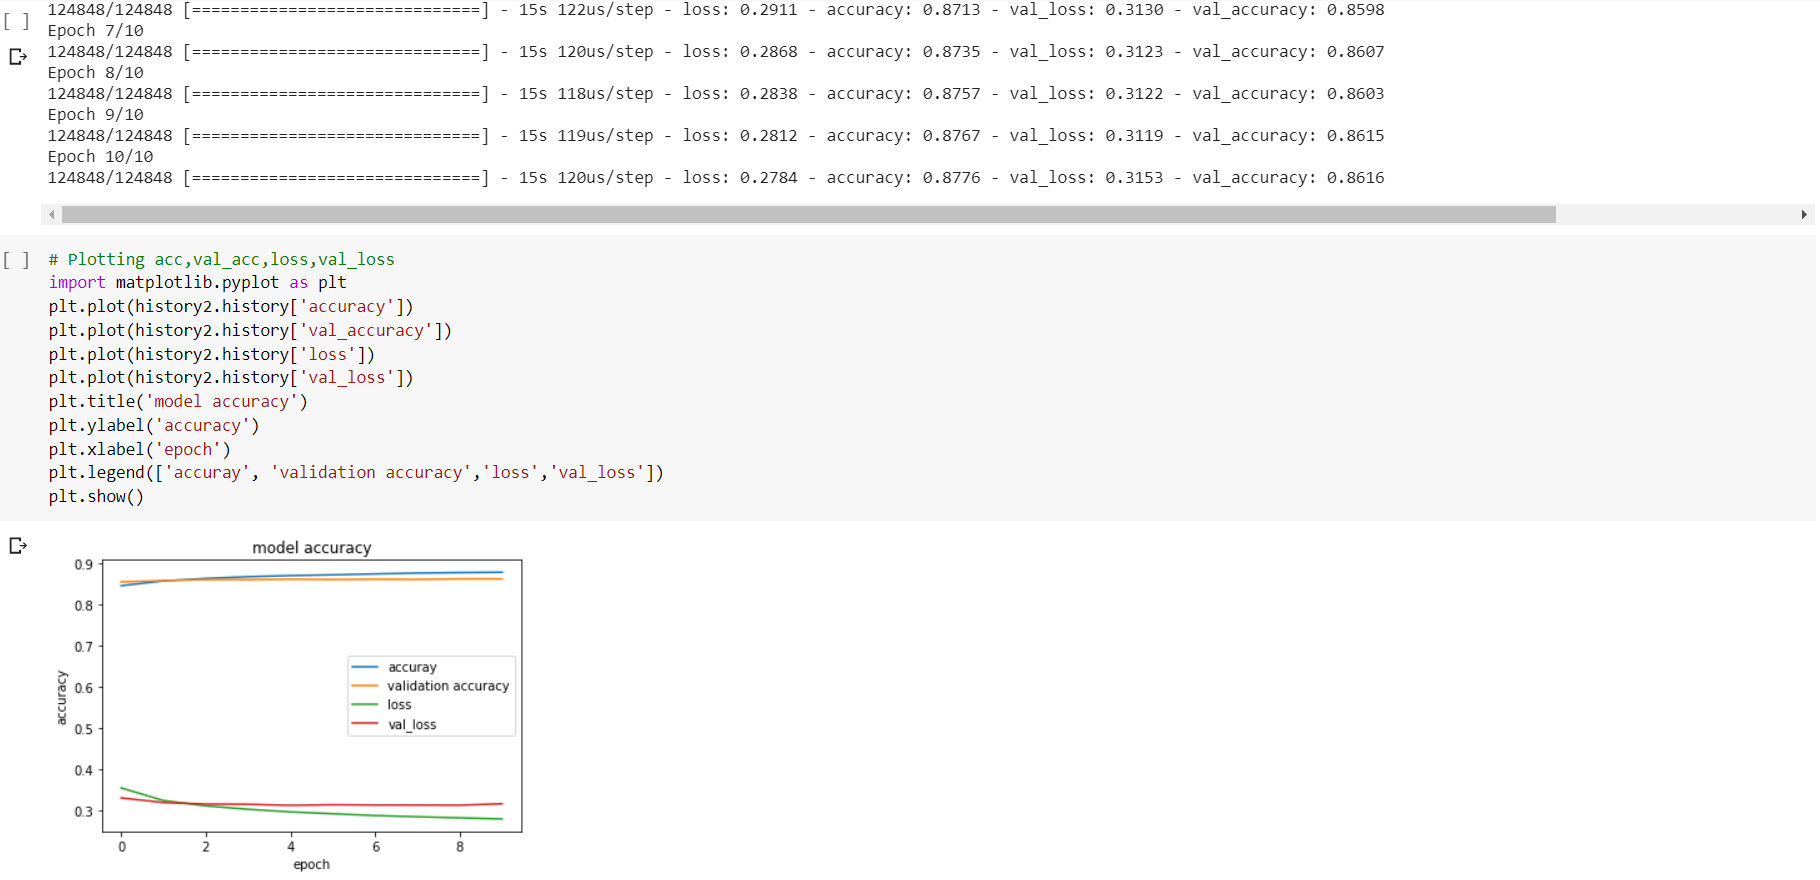 124848/124848 [==============================] - 15s 122us/step - loss: 0.2911 - accuracy: 0.8713 - val_loss: 0.3130 - val_accuracy: 0.8598
[ ]
Epoch 7/10
124848/124848 [==============================] - 15s 120us/step - loss: 0.2868 - accuracy: 0.8735 - val_loss: 0.3123 - val_accuracy: 0.8607
Epoch 8/10
124848/124848 [==============================] - 15s 118us/step - loss: 0.2838 - accuracy: 0.8757 - val_loss: 0.3122 - val_accuracy: 0.8603
Epoch 9/10
124848/124848 [==============================] - 15s 119us/step - loss: 0.2812 - accuracy: 0.8767 - val_loss: 0.3119 - val_accuracy: 0.8615
Epoch 10/10
124848/124848 [==============================] - 15s 120us/step - loss: 0.2784 - accuracy: 0.8776 - val_loss: 0.3153 - val_accuracy: 0.8616
[ ] # Plotting acc,val_acc,loss,val_loss
import matplotlib.pyplot as plt
plt.plot(history2.history['accuracy'])
plt.plot(history2.history['val_accuracy'])
plt.plot(history2.history['loss'])
plt.plot(history2.history['val_loss'])
plt.title('model accuracy')
plt.ylabel('accuracy')
plt.xlabel('epoch')
plt.legend(['accuray', 'validation accuracy','loss','val_loss'])
plt.show()
model accuracy
0.9
0.8
0.7
0.6
0.5
0.4
0.3
accuracy
accuray
validation accuracy
loss
val_loss
0 2 4 6 8
epoch